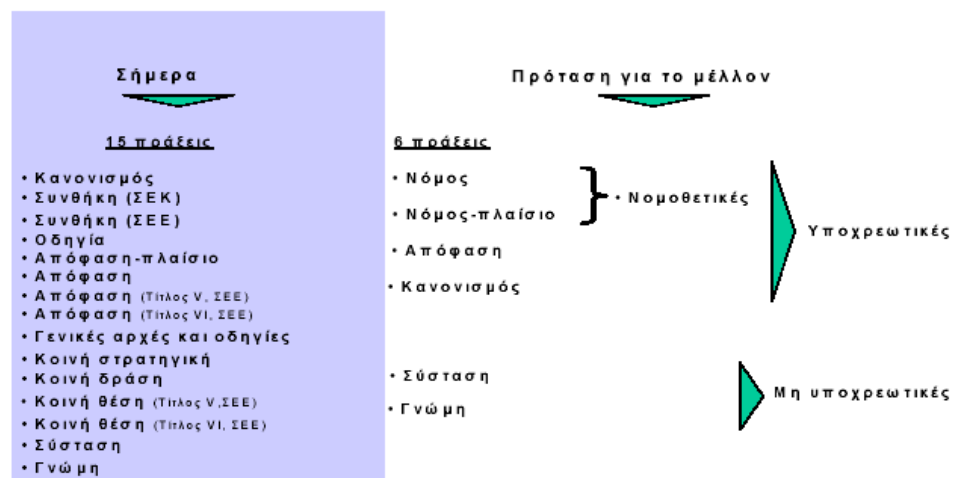 Σήμερα
15 πράξεις
• Κανονισμός
• Συνθήκη (ΣΕΚ)
• Συνθήκη (ΣΕΕ)
• Οδηγία
• Απόφαση-πλαίσιο
• Απόφαση
• Απόφαση (Τίτλος V, ΣΕΕ)
• Απόφαση (Τίτλος VI, ΣΕΕ)
• Γενικές αρχές και οδηγίες
• Κοινή στρατηγική
• Κοινή δράση
• Κοινή θέση (Τίτλος V,ΣΕΕ)
• Κοινή θέση (Τίτλος VI, ΣΕΕ)
• Σύσταση
• Γνώμη
Πρόταση για το μέλλον
6 πράξεις
• Νόμος
• Νόμος-πλαίσιο
• Νομοθετικές
• Απόφαση
• Κανονισμός
Υποχρεωτικές
• Σύσταση
• Γνώμη
Μη υποχρεωτικές